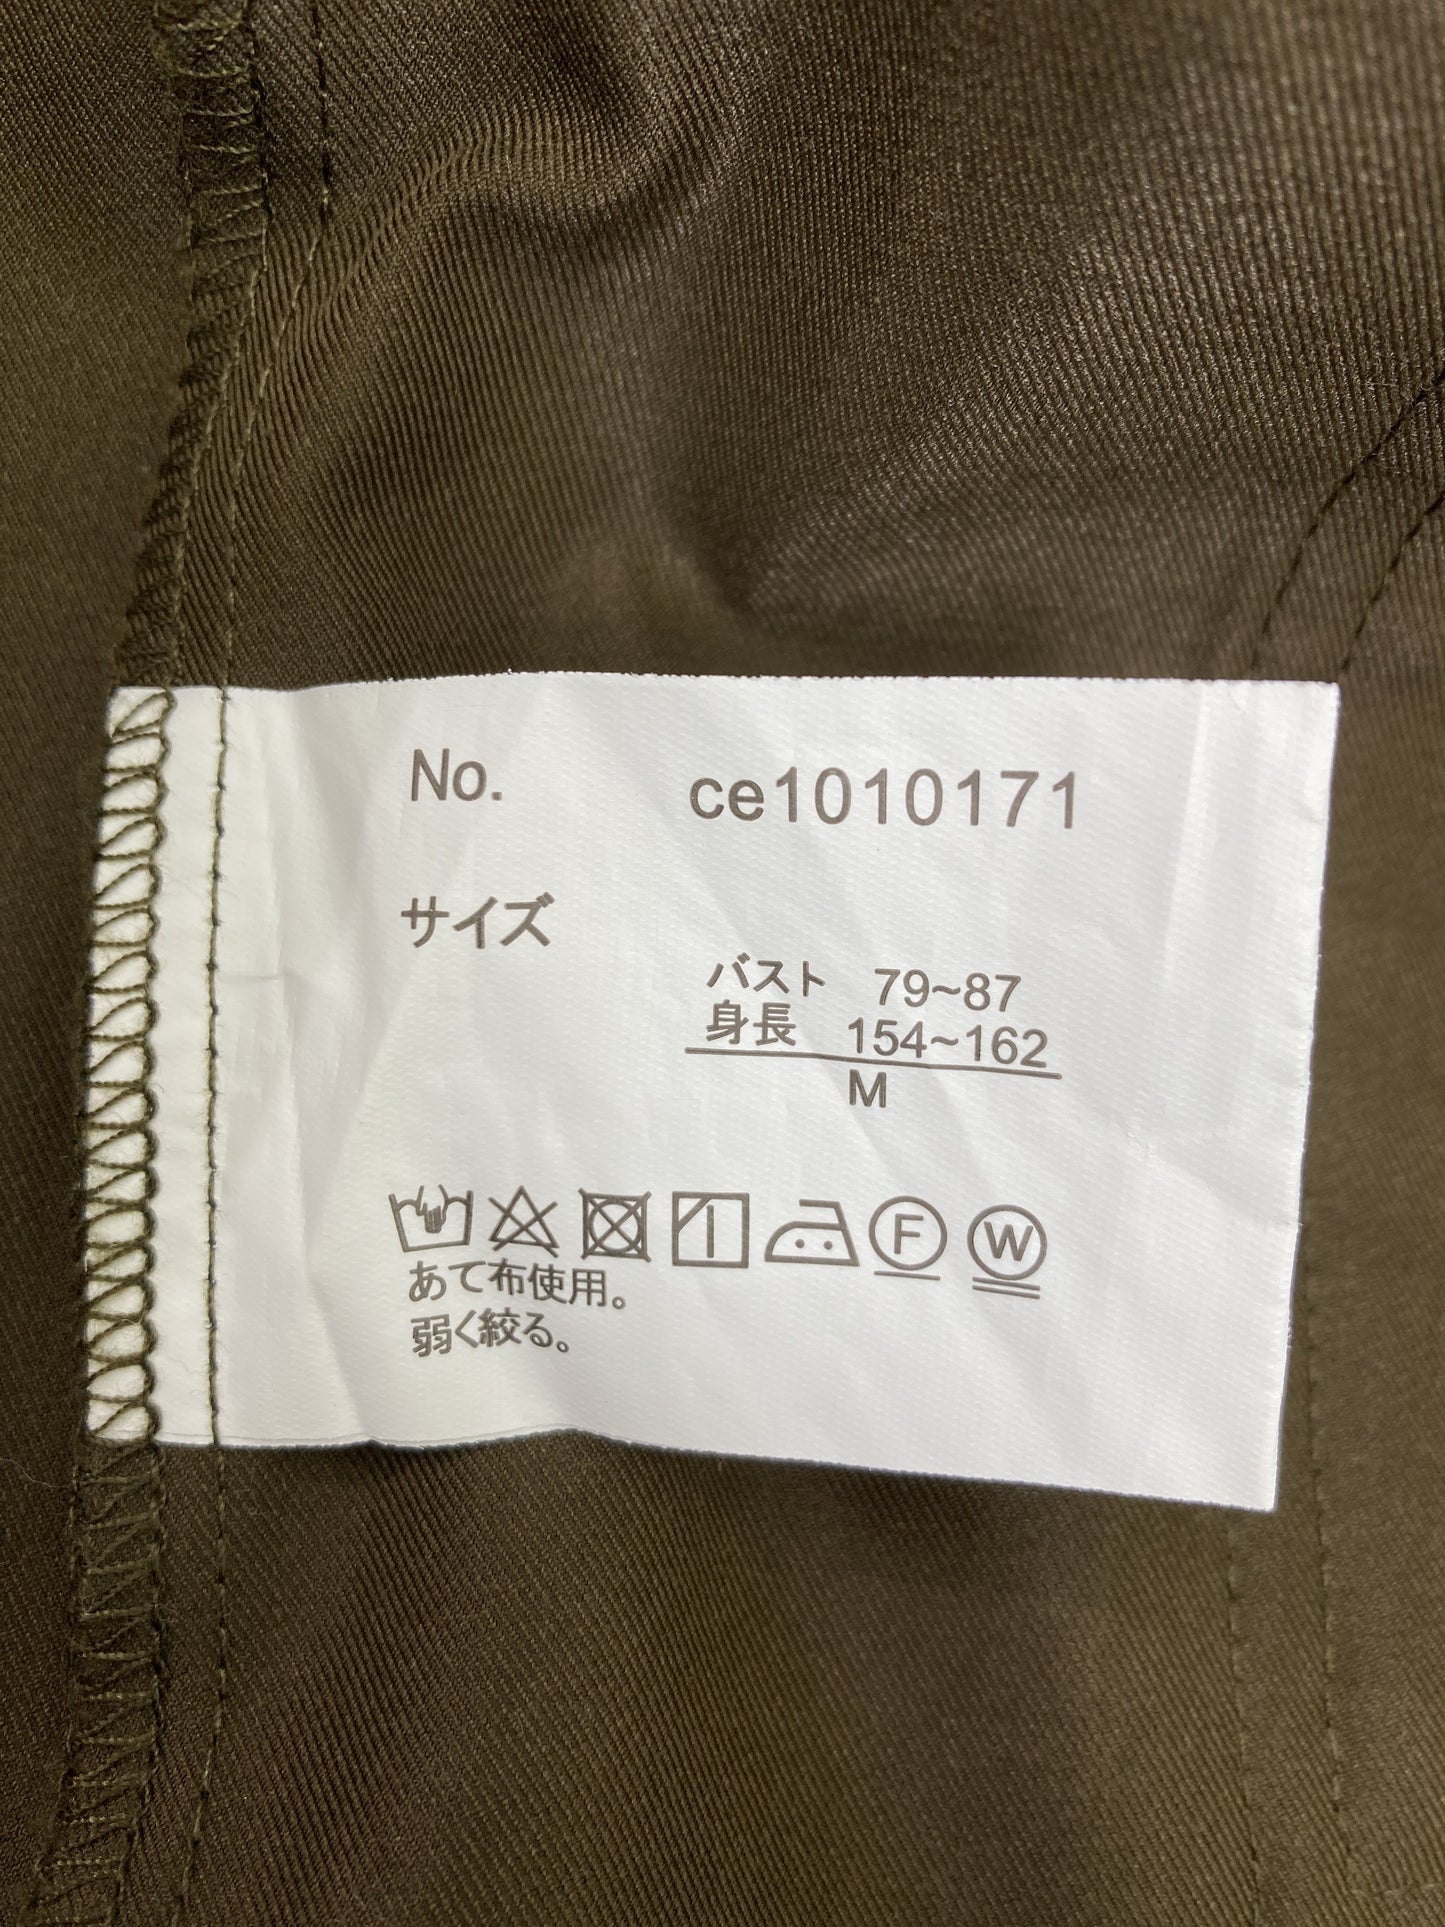 No. ce1010171
サイズ
バスト 79~87
身長 154~162
M
F W
あて布使用。
弱く絞る。